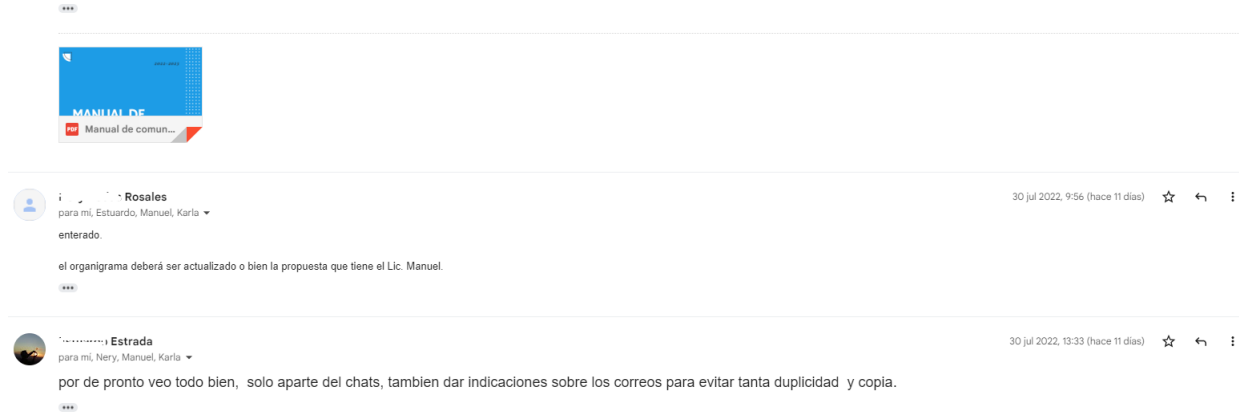 MANUAL DE
PDF Manual de comun...
Rosales 30 jul 2022, 9:56 (hace 11 días)
para mí, Estuardo, Manuel, Karla
enterado.
el organigrama deberá ser actualizado o bien la propuesta que tiene el Lic. Manuel.
Estrada 30 jul 2022, 13:33 (hace 11 días)
para mí, Nery, Manuel, Karla
por de pronto veo todo bien, solo aparte del chats, tambien dar indicaciones sobre los correos para evitar tanta duplicidad y copia.